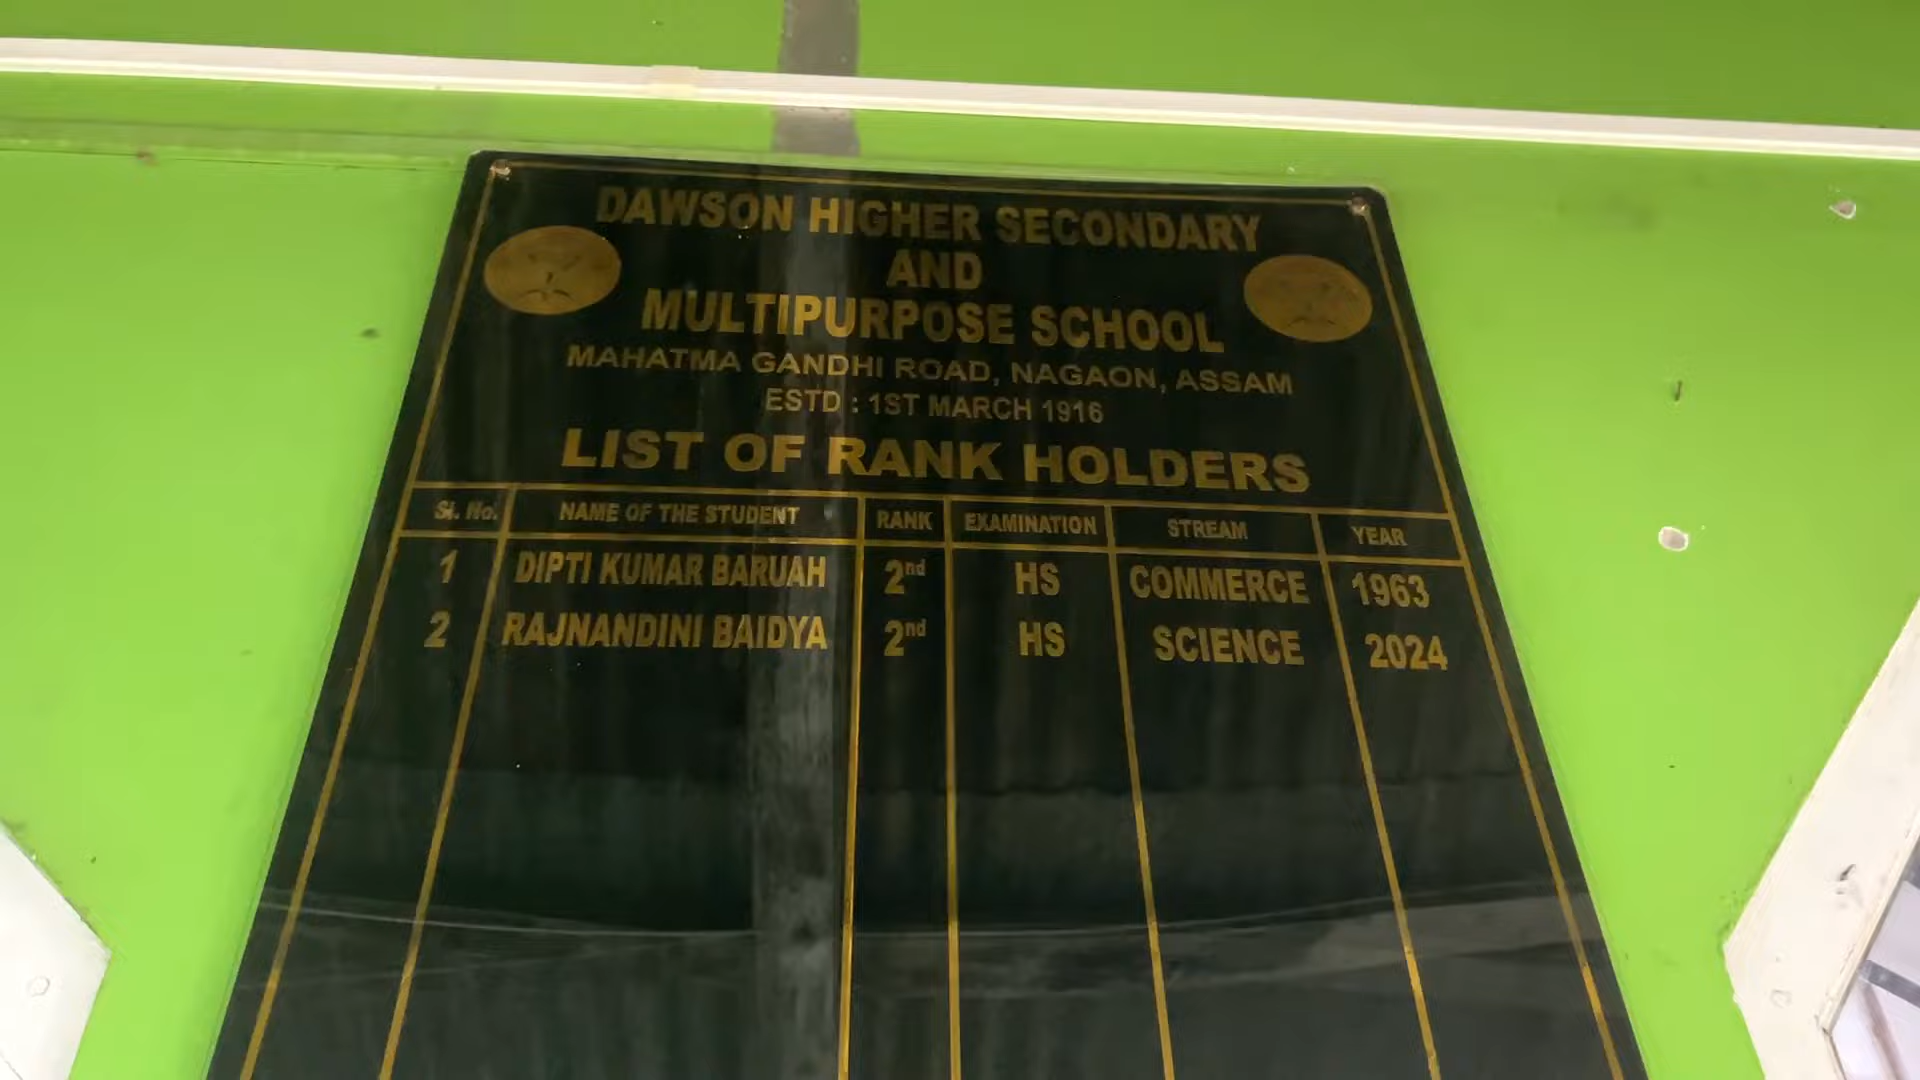 DAWSON HIGHER SECONDARY
AND
MULTIPURPOSE SCHOOL
MAHATMA GANDHI ROAD, NAGAON, ASSAM
ESTD : 1ST MARCH 1916
LIST OF RANK HOLDERS
Sl. No. NAME OF THE STUDENT RANK EXAMINATION STREAM YEAR
1 DIPTI KUMAR BARUAH 2nd HS COMMERCE 1963
2 RAJNANDINI BAIDYA 2nd HS SCIENCE 2024